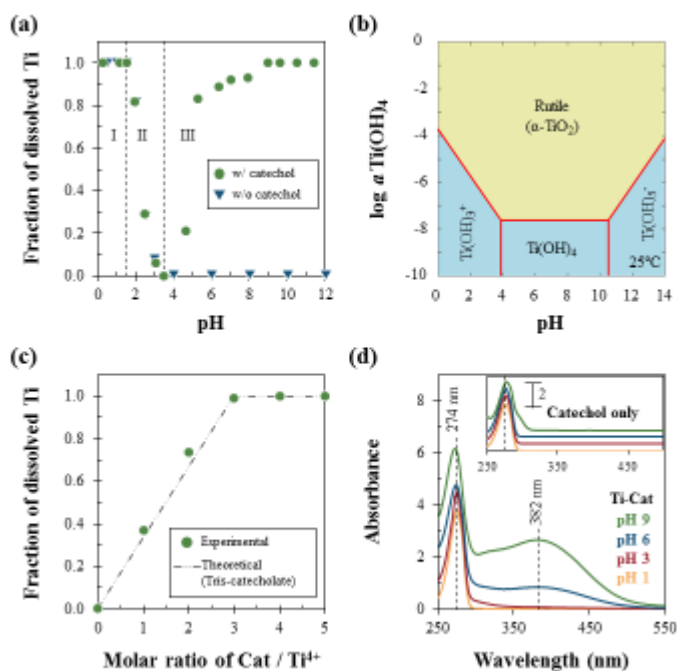 (a)
Fraction of dissolved Ti
1.0
0.8
0.6
0.4
0.2
0.0
I
II
III
w/ catechol
w/o catechol
0 2 4 6 8 10 12
pH
(b)
log a Ti(OH)₄
0
-2
-4
-6
-8
-10
Rutile
(α-TiO₂)
Ti(OH)₃⁺
Ti(OH)₄
Ti(OH)₅⁻
25°C
0 2 4 6 8 10 12 14
pH
(c)
Fraction of dissolved Ti
1.0
0.8
0.6
0.4
0.2
0.0
Experimental
Theoretical
(Tris-catecholate)
0 1 2 3 4 5
Molar ratio of Cat / Ti⁴⁺
(d)
Absorbance
8
6
4
2
0
274 nm
382 nm
2
Catechol only
250 350 450
Ti-Cat
pH 9
pH 6
pH 3
pH 1
250 350 450 550
Wavelength (nm)